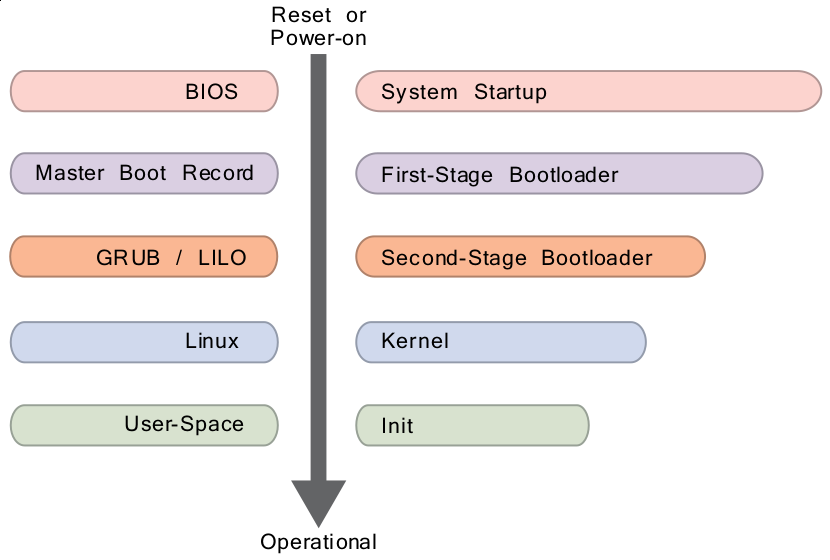 Reset or
Power-on
BIOS
System Startup
Master Boot Record
First-Stage Bootloader
GRUB / LILO
Second-Stage Bootloader
Linux
Kernel
User-Space
Init
Operational